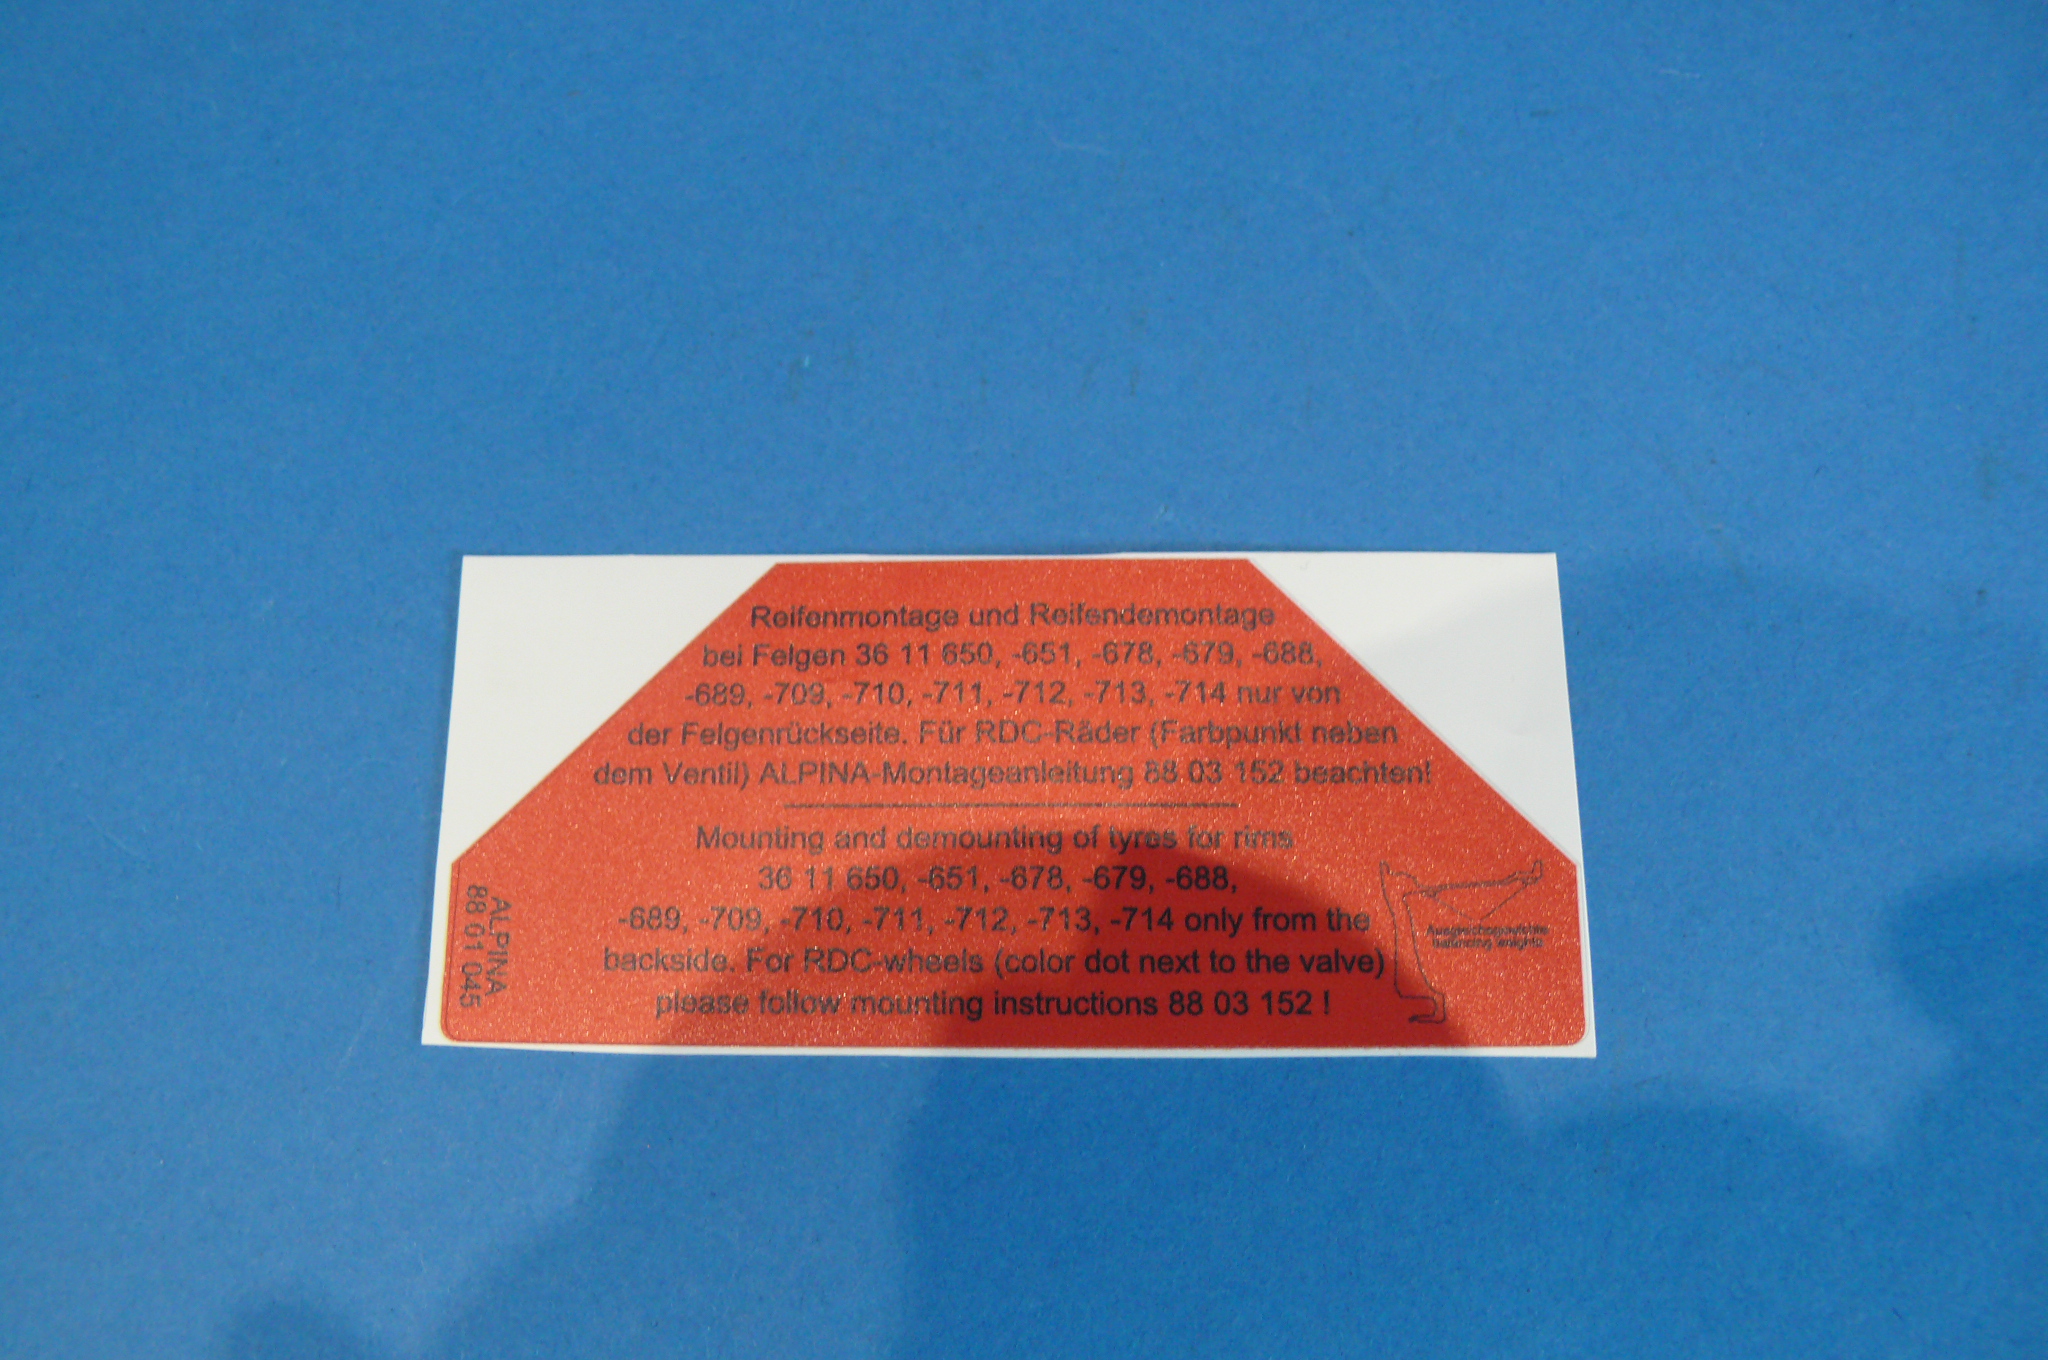 Reifenmontage und Reifendemontage
bei Felgen 36 11 650, -651, -678, -679, -688,
-689, -709, -710, -711, -712, -713, -714 nur von
der Felgenrückseite. Für RDC-Räder (Farbpunkt neben
dem Ventil) ALPINA-Montageanleitung 88 03 152 beachten!
Mounting and demounting of tyres for rims
36 11 650, -651, -678, -679, -688,
-689, -709, -710, -711, -712, -713, -714 only from the
backside. For RDC-wheels (color dot next to the valve)
please follow mounting instructions 88 03 152 !
ALPINA
88 01 045
Ausgleichsgewichte
balancing weights